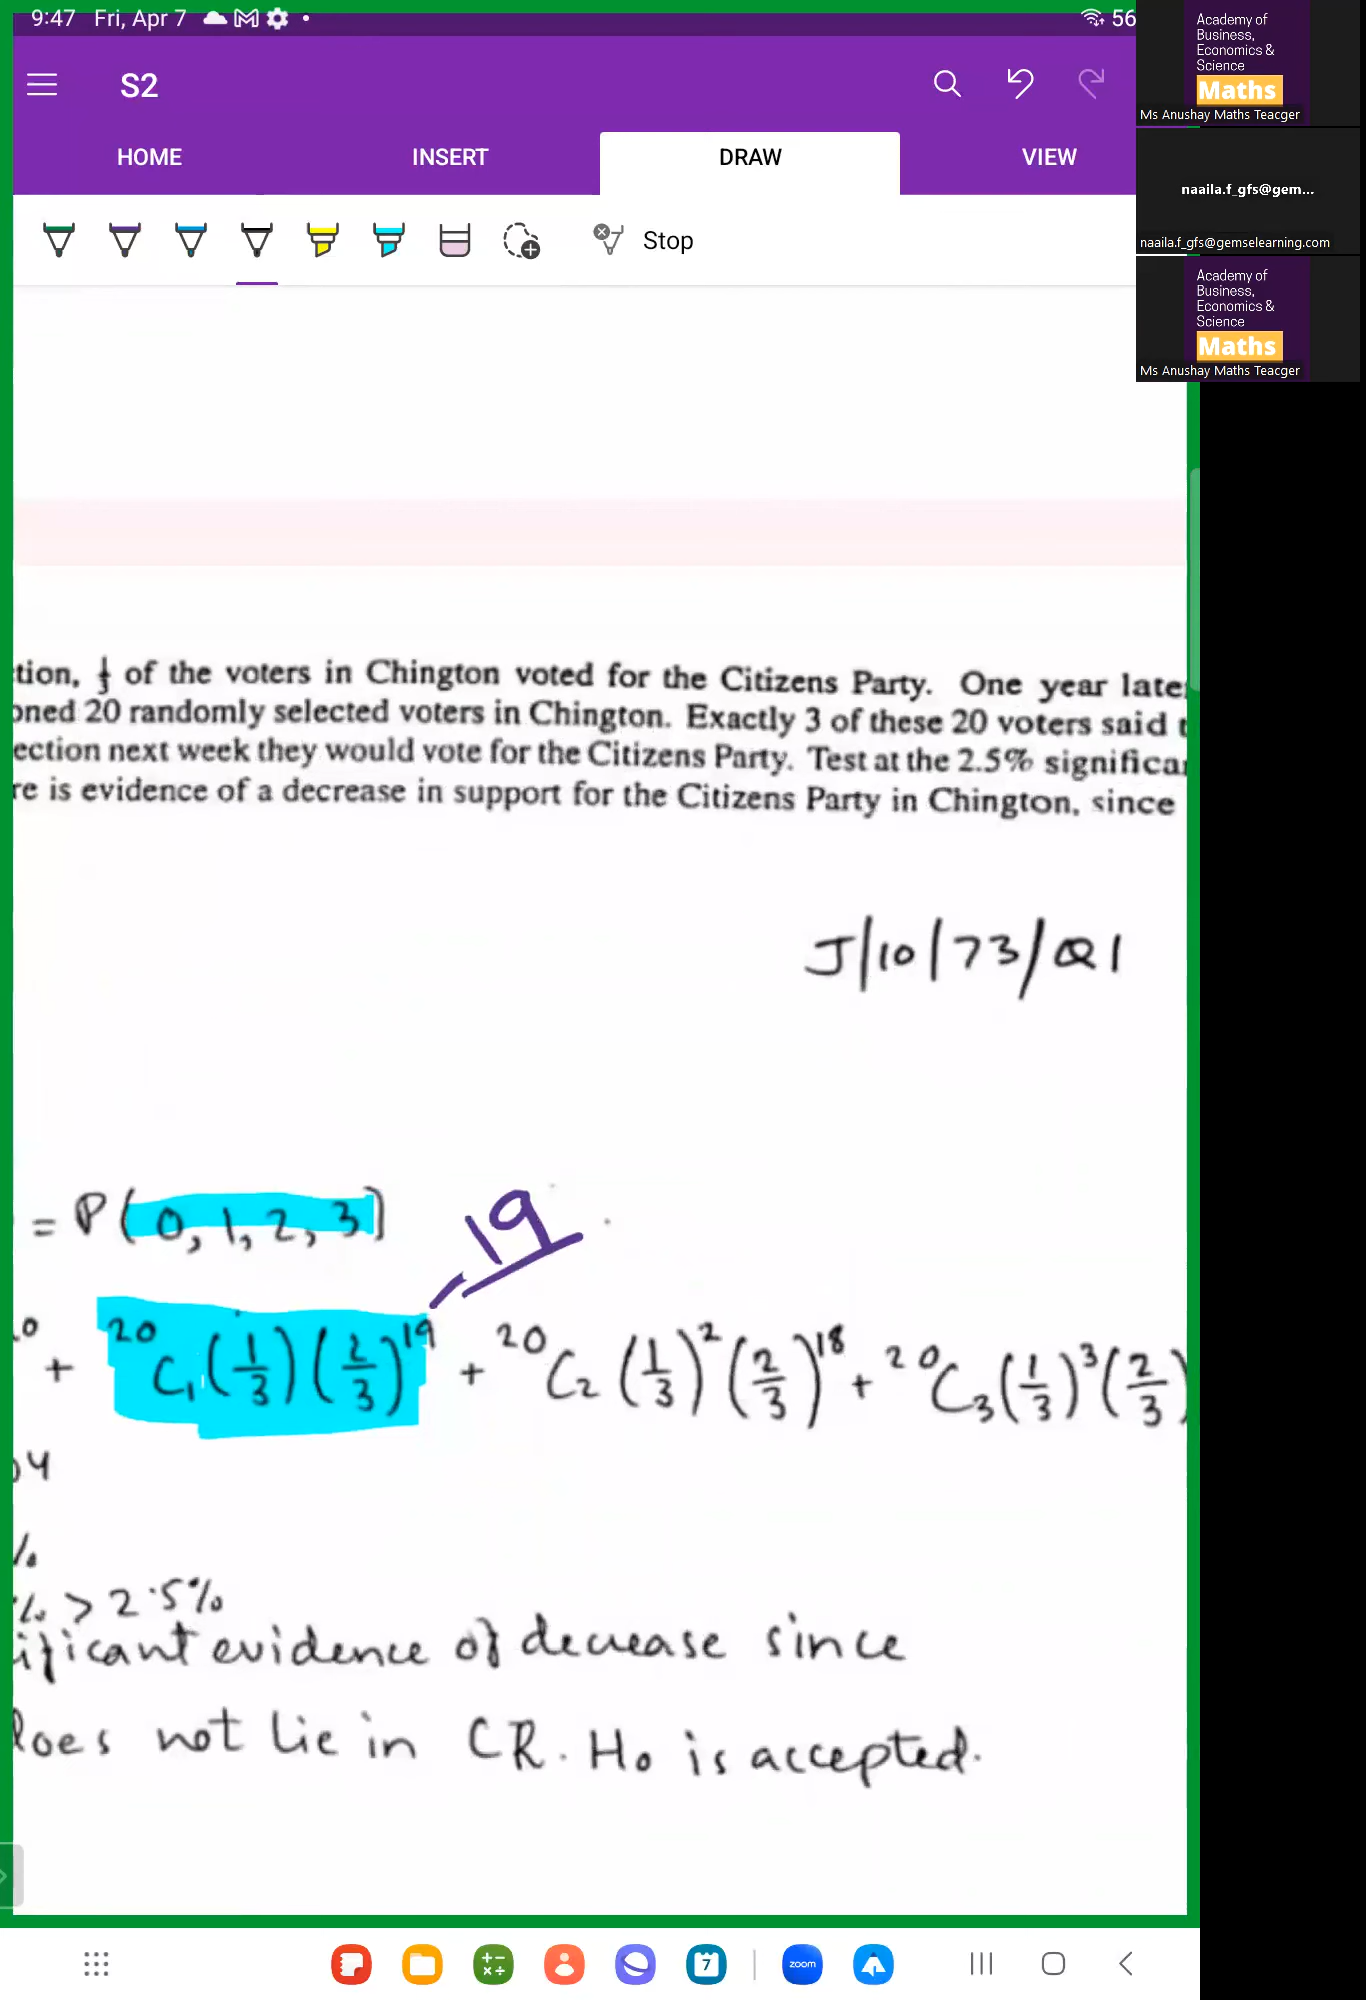 9:47 Fri, Apr 7
56
S2
HOME INSERT DRAW VIEW
Stop
Academy of
Business,
Economics &
Science
Maths
Ms Anushay Maths Teacger
naaila.f_gfs@gem...
naaila.f_gfs@gemselearning.com
Academy of
Business,
Economics &
Science
Maths
Ms Anushay Maths Teacger
tion, 1/3 of the voters in Chington voted for the Citizens Party. One year late
oned 20 randomly selected voters in Chington. Exactly 3 of these 20 voters said t
ection next week they would vote for the Citizens Party. Test at the 2.5% significa
re is evidence of a decrease in support for the Citizens Party in Chington, since
J/10/73/Q1
= P(0, 1, 2, 3)
19
20 + ²⁰C₁(1/3)(2/3)¹⁹ + ²⁰C₂(1/3)²(2/3)¹⁸ + ²⁰C₃(1/3)³(2/3)
04
%
% > 2.5%
ificant evidence of decrease since
does not lie in CR. H₀ is accepted.
7
zoom